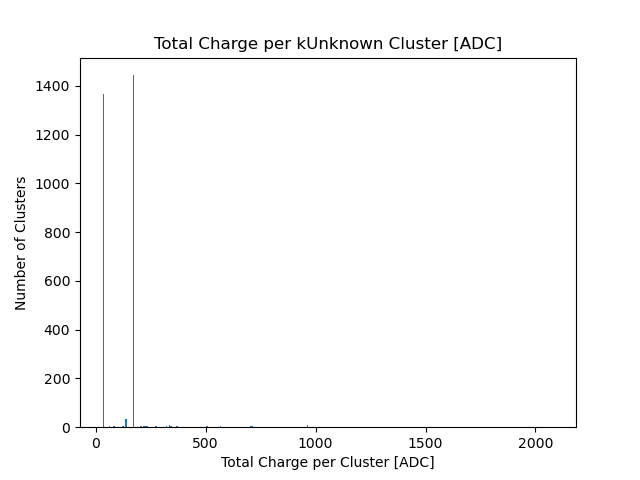 Total Charge per kUnknown Cluster [ADC]
1400
1200
1000
800
600
400
200
0
Number of Clusters
0 500 1000 1500 2000
Total Charge per Cluster [ADC]